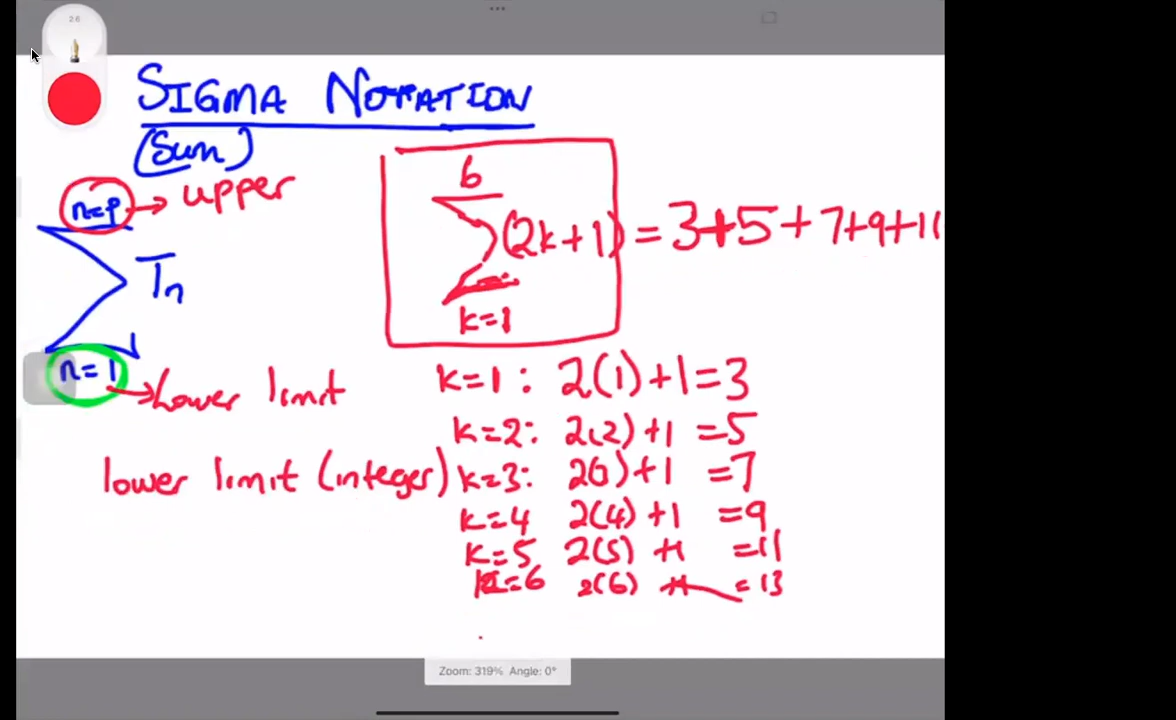 26
SIGMA NOTATION
(Sum)
n=p → upper
∑ Tn
n=1 → Lower limit
lower limit (integer)
6
∑ (2k+1) = 3+5+7+9+11
k=1
k=1: 2(1)+1=3
k=2: 2(2)+1 =5
k=3: 2( )+1 =7
k=4 2(4)+1 =9
k=5 2(5) +1 =11
k=6 2(6) +1 =13
Zoom: 319% Angle: 0°